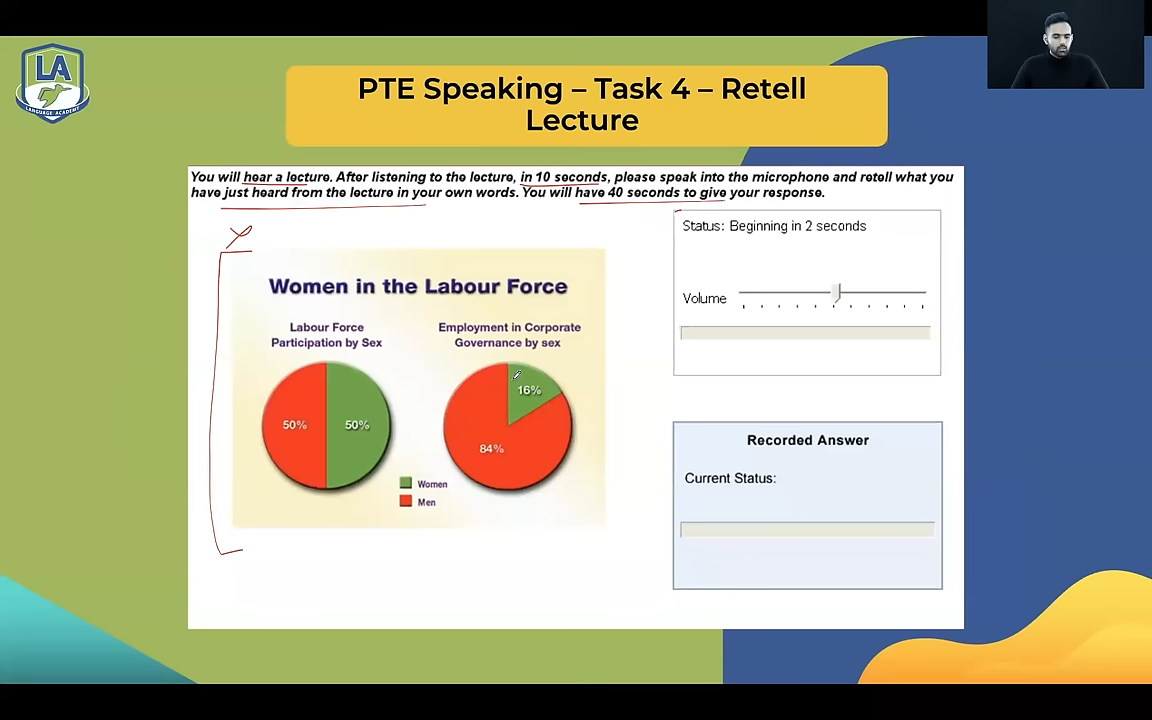 LA
LANGUAGE ACADEMY
PTE Speaking – Task 4 – Retell
Lecture
You will hear a lecture. After listening to the lecture, in 10 seconds, please speak into the microphone and retell what you
have just heard from the lecture in your own words. You will have 40 seconds to give your response.
Status: Beginning in 2 seconds
Volume
Women in the Labour Force
Labour Force
Participation by Sex
Employment in Corporate
Governance by sex
50%
50%
16%
84%
Women
Men
Recorded Answer
Current Status: